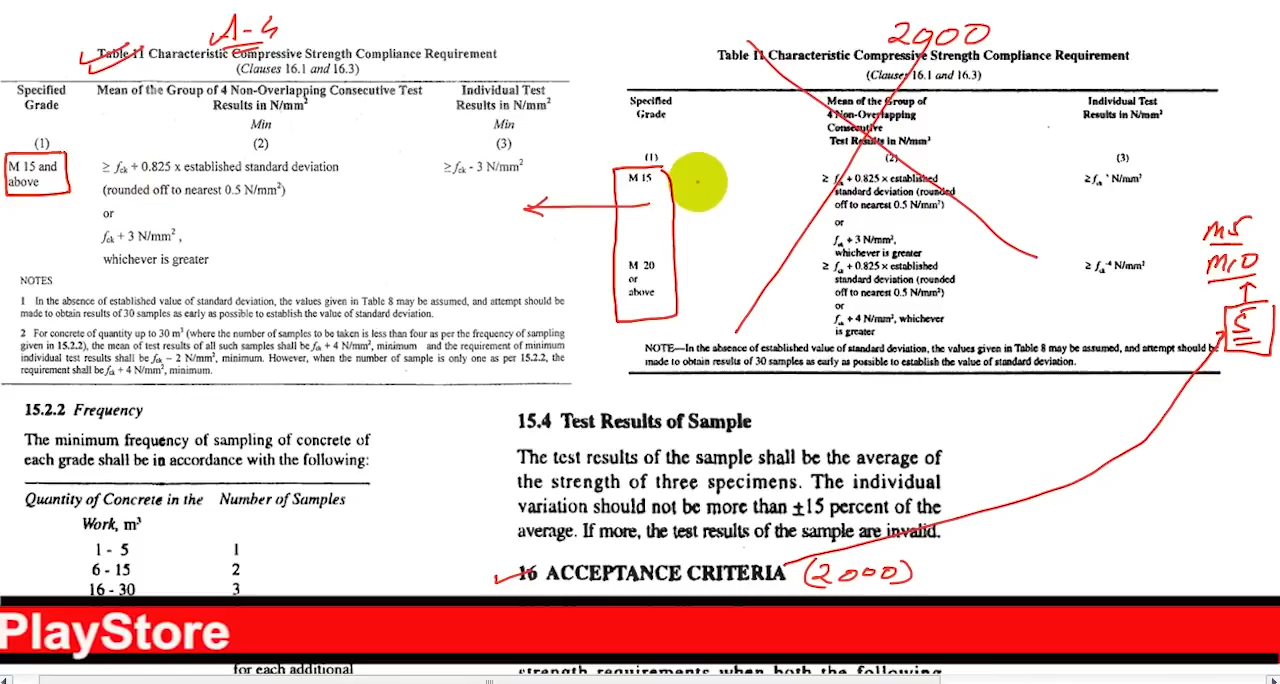 A-4
Table 11 Characteristic Compressive Strength Compliance Requirement
(Clauses 16.1 and 16.3)
Specified Grade
Mean of the Group of 4 Non-Overlapping Consecutive Test Results in N/mm²
Individual Test Results in N/mm²
Min
Min
(1)
(2)
(3)
M 15 and above
≥ fck + 0.825 x established standard deviation
(rounded off to nearest 0.5 N/mm²)
or
fck + 3 N/mm²,
whichever is greater
≥ fck - 3 N/mm²
NOTES
1 In the absence of established value of standard deviation, the values given in Table 8 may be assumed, and attempt should be
made to obtain results of 30 samples as early as possible to establish the value of standard deviation.
2 For concrete of quantity up to 30 m³ (where the number of samples to be taken is less than four as per the frequency of sampling
given in 15.2.2), the mean of test results of all such samples shall be fck + 4 N/mm², minimum and the requirement of minimum
individual test results shall be fck − 2 N/mm², minimum. However, when the number of sample is only one as per 15.2.2, the
requirement shall be fck + 4 N/mm², minimum.
2000
Table 11 Characteristic Compressive Strength Compliance Requirement
(Clauses 16.1 and 16.3)
Specified
Grade
Mean of the Group of
4 Non-Overlapping
Consecutive
Test Results in N/mm²
Individual Test
Results in N/mm²
(1)
(2)
(3)
M 15
≥ fck + 0.825 x established
standard deviation (rounded
off to nearest 0.5 N/mm²)
or
fck + 3 N/mm²,
whichever is greater
N/mm²
M 20
or
above
≥ fck + 0.825 x established
standard deviation (rounded
off to nearest 0.5 N/mm²)
or
fck + 4 N/mm², whichever
is greater
≥ fck -4 N/mm²
NOTE—In the absence of established value of standard deviation, the values given in Table 8 may be assumed, and attempt should be
made to obtain results of 30 samples as early as possible to establish the value of standard deviation.
M5
M10
5
15.2.2 Frequency
The minimum frequency of sampling of concrete of
each grade shall be in accordance with the following:
Quantity of Concrete in the Work, m³
Number of Samples
1 - 5 1
6 - 15 2
16 - 30 3
15.4 Test Results of Sample
The test results of the sample shall be the average of
the strength of three specimens. The individual
variation should not be more than ±15 percent of the
average. If more, the test results of the sample are invalid.
16 ACCEPTANCE CRITERIA (2000)
PlayStore
for each additional
strength requirements when both the following